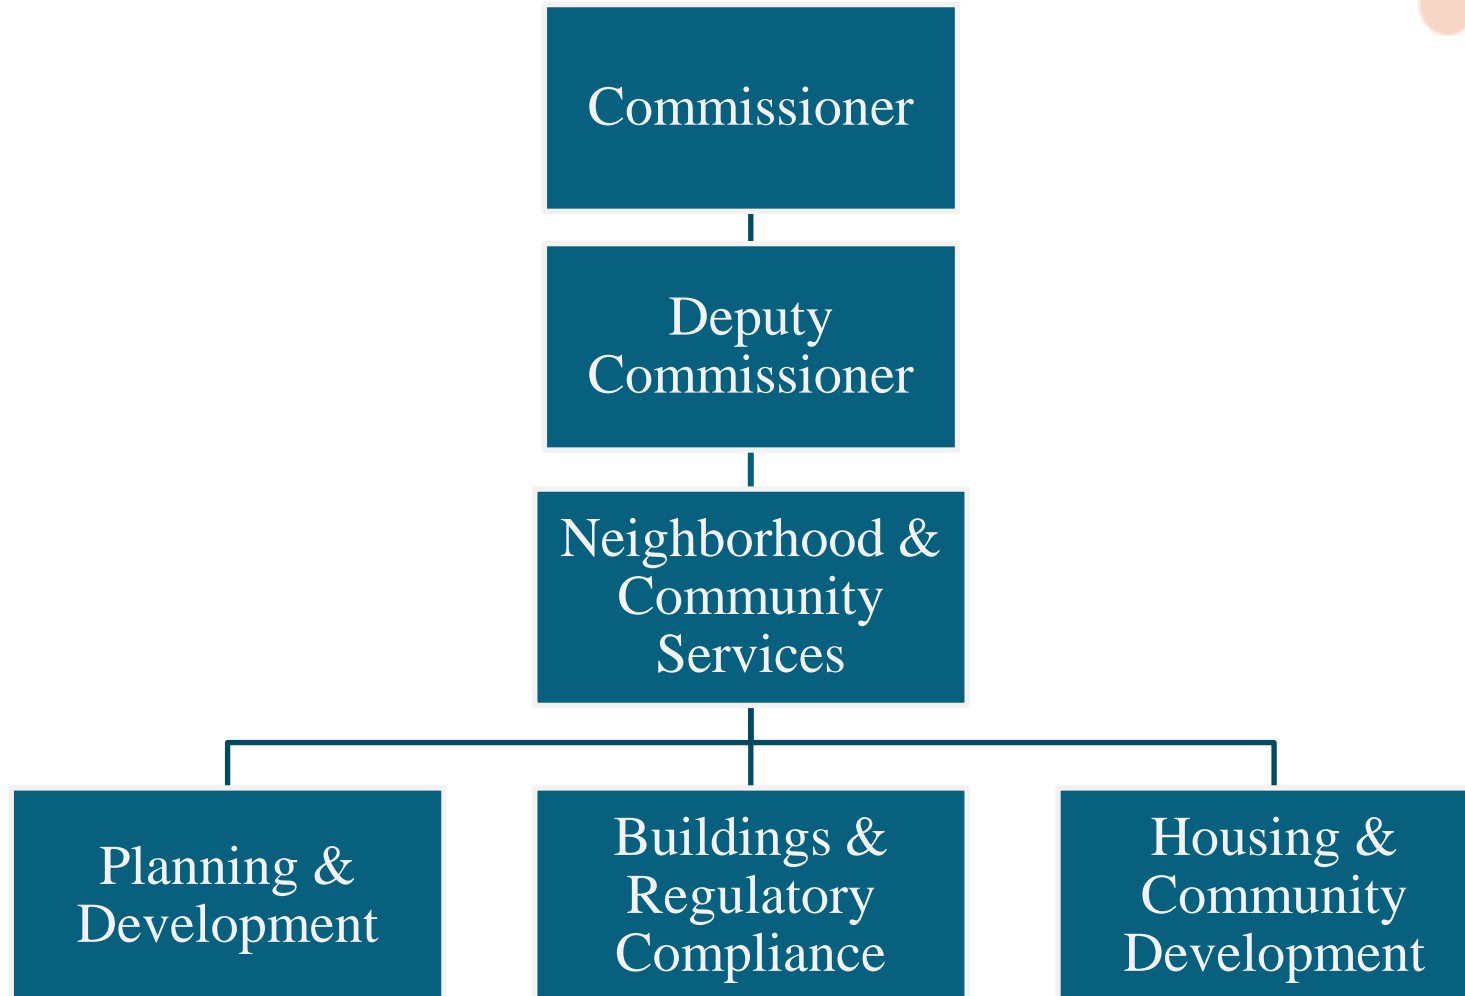 Commissioner
Deputy
Commissioner
Neighborhood &
Community
Services
Planning &
Development
Buildings &
Regulatory
Compliance
Housing &
Community
Development